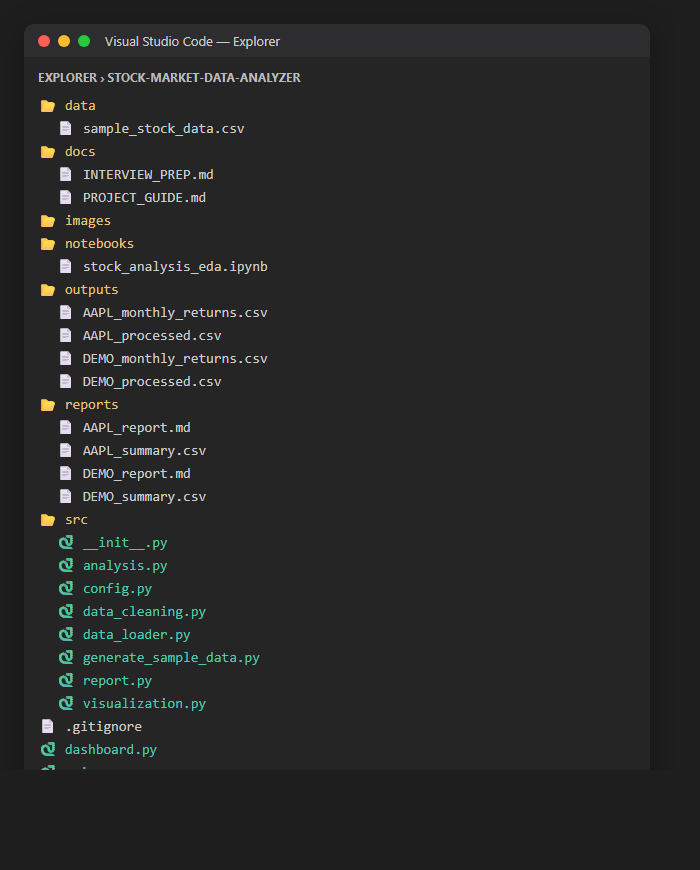 Visual Studio Code — Explorer
EXPLORER › STOCK-MARKET-DATA-ANALYZER
data
sample_stock_data.csv
docs
INTERVIEW_PREP.md
PROJECT_GUIDE.md
images
notebooks
stock_analysis_eda.ipynb
outputs
AAPL_monthly_returns.csv
AAPL_processed.csv
DEMO_monthly_returns.csv
DEMO_processed.csv
reports
AAPL_report.md
AAPL_summary.csv
DEMO_report.md
DEMO_summary.csv
src
__init__.py
analysis.py
config.py
data_cleaning.py
data_loader.py
generate_sample_data.py
report.py
visualization.py
.gitignore
dashboard.py